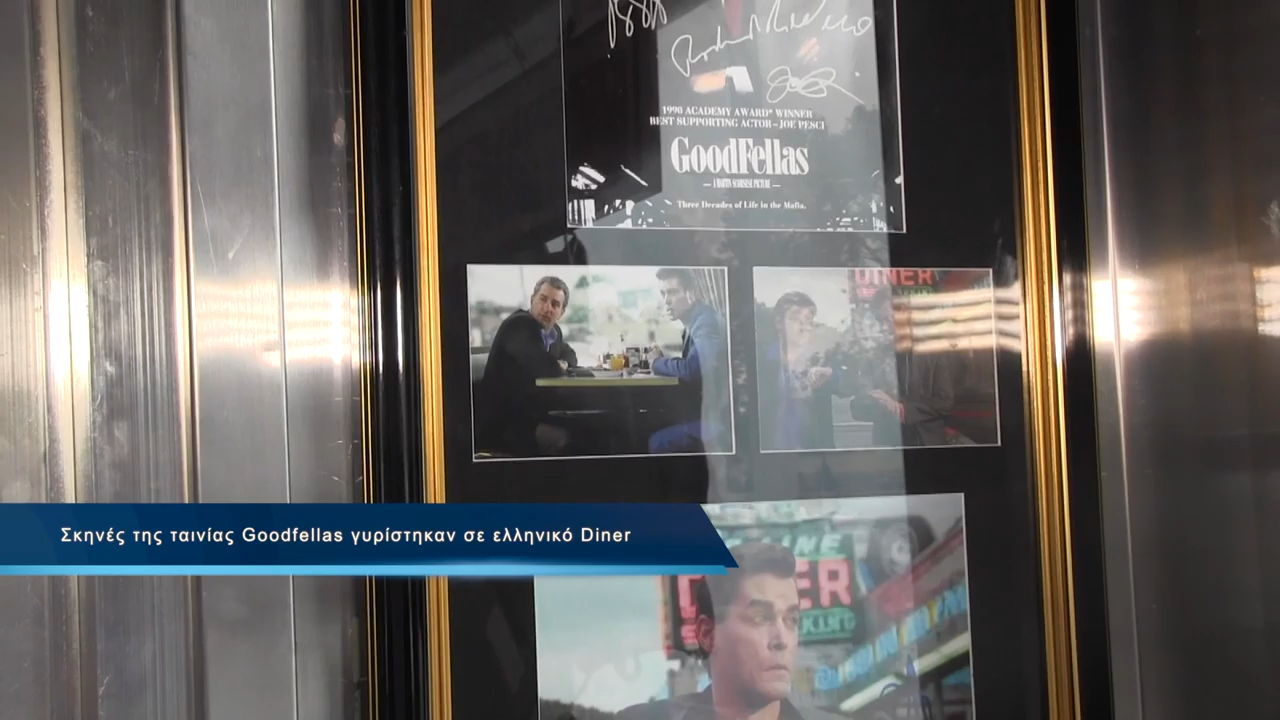 1990 ACADEMY AWARD® WINNER
BEST SUPPORTING ACTOR – JOE PESCI
GoodFellas
— A MARTIN SCORSESE PICTURE —
Three Decades of Life in the Mafia.
DINER
Σκηνές της ταινίας Goodfellas γυρίστηκαν σε ελληνικό Diner